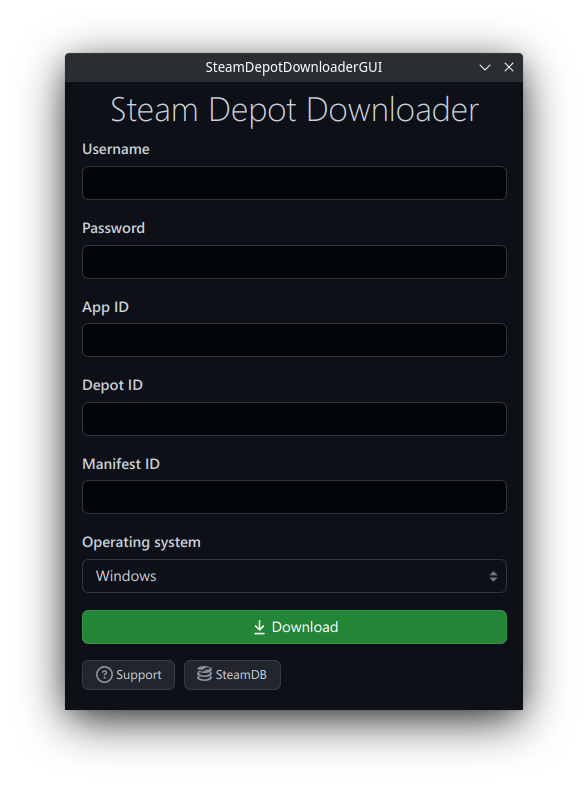 SteamDepotDownloaderGUI
Steam Depot Downloader
Username
Password
App ID
Depot ID
Manifest ID
Operating system
Windows
Download
Support
SteamDB